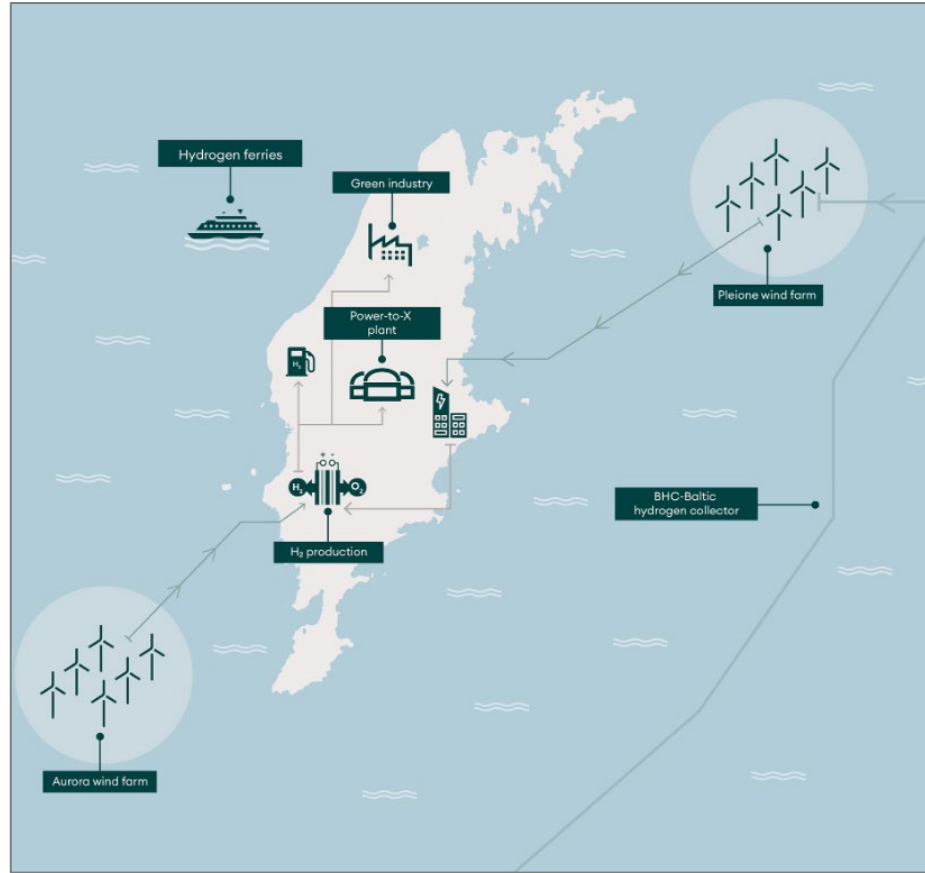 Hydrogen ferries
Green industry
Power-to-X
plant
Pleione wind farm
H₂
BHC-Baltic
hydrogen collector
+ -
H₂
O₂
H₂ production
Aurora wind farm